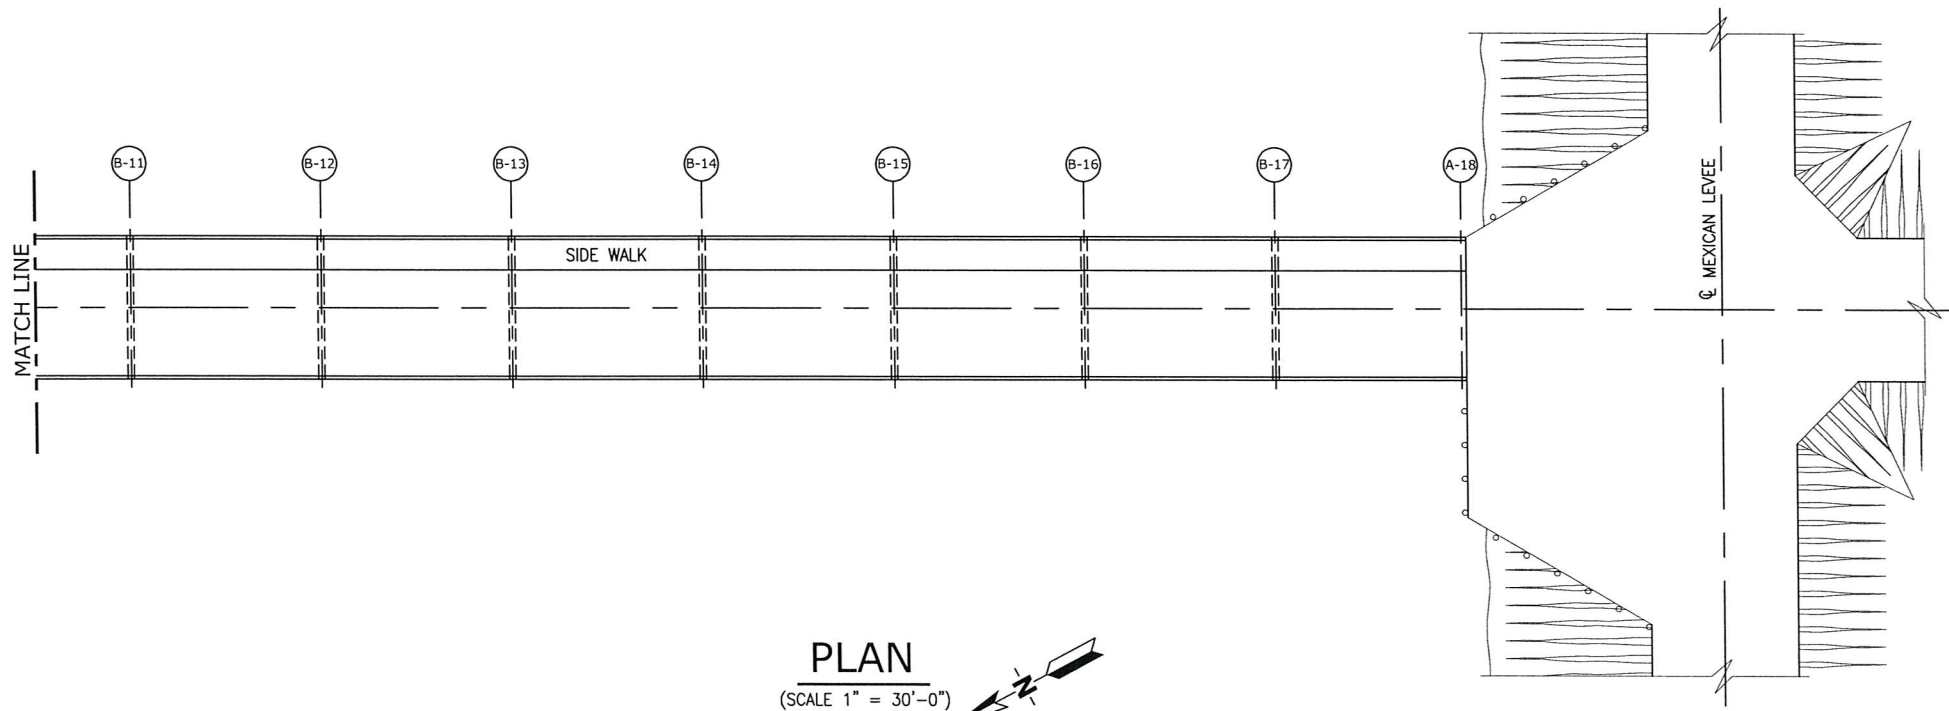 B-11
B-12
B-13
B-14
B-15
B-16
B-17
A-18
SIDE WALK
MATCH LINE
℄ MEXICAN LEVEE
PLAN
(SCALE 1" = 30'-0")
N